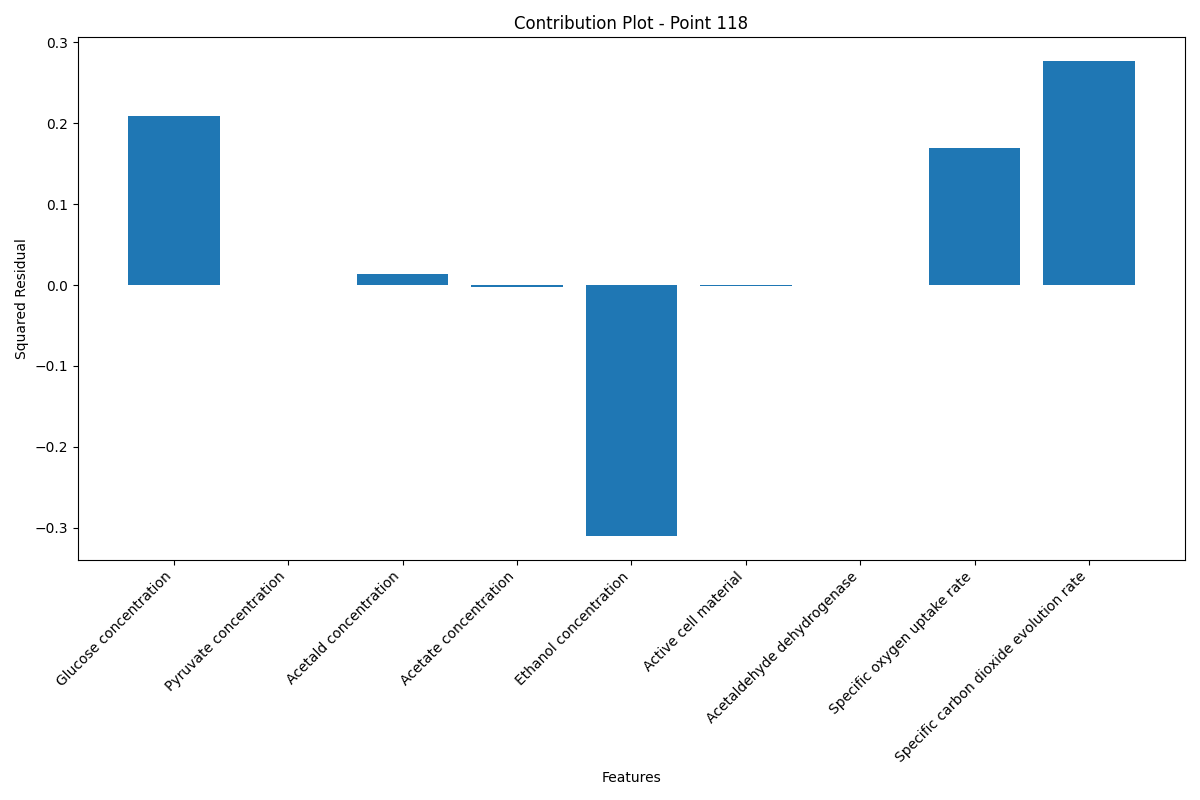 Contribution Plot - Point 118
Squared Residual
0.3
0.2
0.1
0.0
−0.1
−0.2
−0.3
Glucose concentration
Pyruvate concentration
Acetald concentration
Acetate concentration
Ethanol concentration
Active cell material
Acetaldehyde dehydrogenase
Specific oxygen uptake rate
Specific carbon dioxide evolution rate
Features